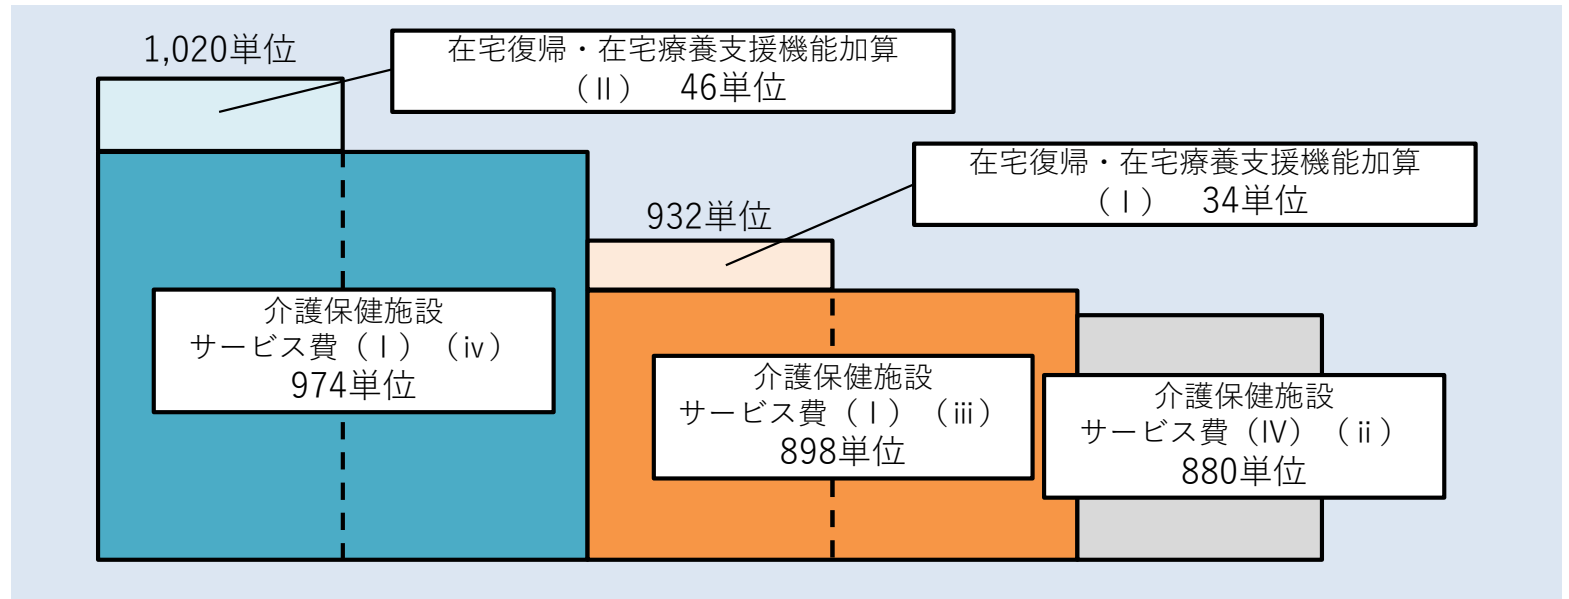 1,020単位
在宅復帰・在宅療養支援機能加算
（Ⅱ）　46単位
932単位
在宅復帰・在宅療養支援機能加算
（Ⅰ）　34単位
介護保健施設
サービス費（Ⅰ）（ⅳ）
974単位
介護保健施設
サービス費（Ⅰ）（ⅲ）
898単位
介護保健施設
サービス費（Ⅳ）（ⅱ）
880単位